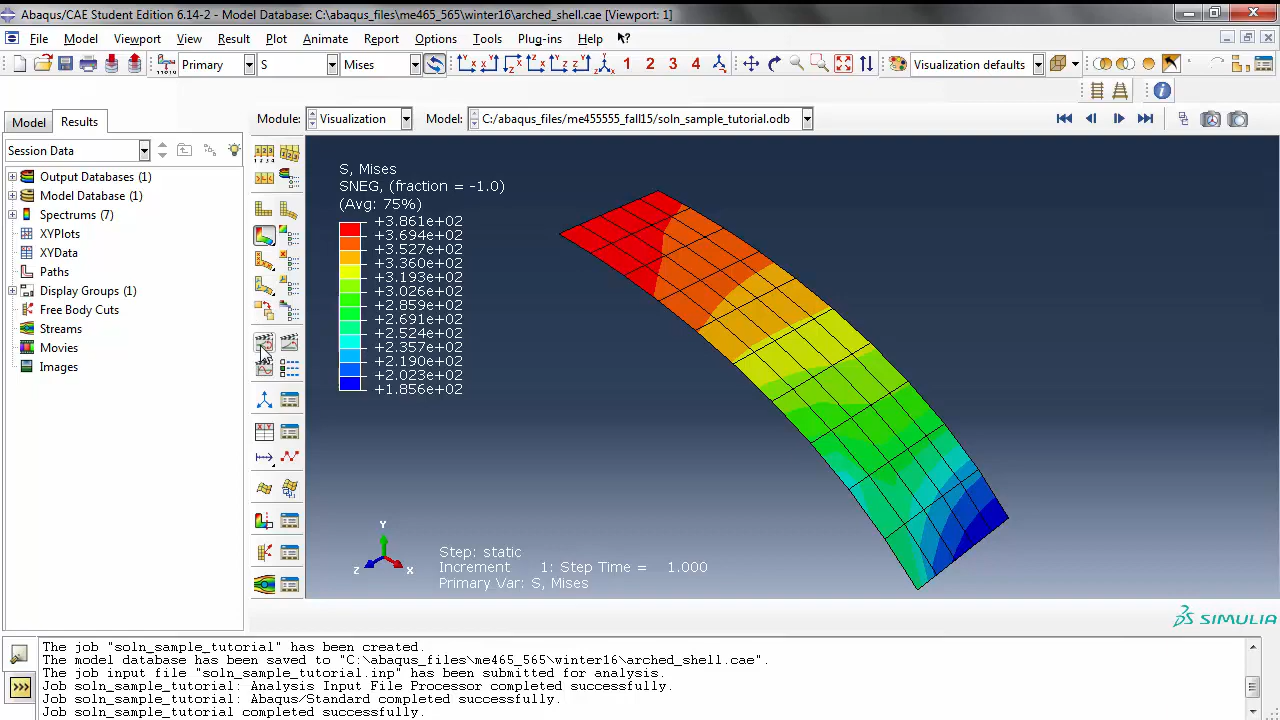 Abaqus/CAE Student Edition 6.14-2 - Model Database: C:\abaqus_files\me465_565\winter16\arched_shell.cae [Viewport: 1]
File Model Viewport View Result Plot Animate Report Options Tools Plug-ins Help
Primary S Mises 1 2 3 4 Visualization defaults
Model Results Module: Visualization Model: C:/abaqus_files/me455555_fall15/soln_sample_tutorial.odb
Session Data
Output Databases (1)
Model Database (1)
Spectrums (7)
XYPlots
XYData
Paths
Display Groups (1)
Free Body Cuts
Streams
Movies
Images
S, Mises
SNEG, (fraction = -1.0)
(Avg: 75%)
+3.861e+02
+3.694e+02
+3.527e+02
+3.360e+02
+3.193e+02
+3.026e+02
+2.859e+02
+2.691e+02
+2.524e+02
+2.357e+02
+2.190e+02
+2.023e+02
+1.856e+02
Y
Z X
Step: static
Increment 1: Step Time = 1.000
Primary Var: S, Mises
SIMULIA
The job "soln_sample_tutorial" has been created.
The model database has been saved to "C:\abaqus_files\me465_565\winter16\arched_shell.cae".
The job input file "soln_sample_tutorial.inp" has been submitted for analysis.
Job soln_sample_tutorial: Analysis Input File Processor completed successfully.
Job soln_sample_tutorial: Abaqus/Standard completed successfully.
Job soln_sample_tutorial completed successfully.